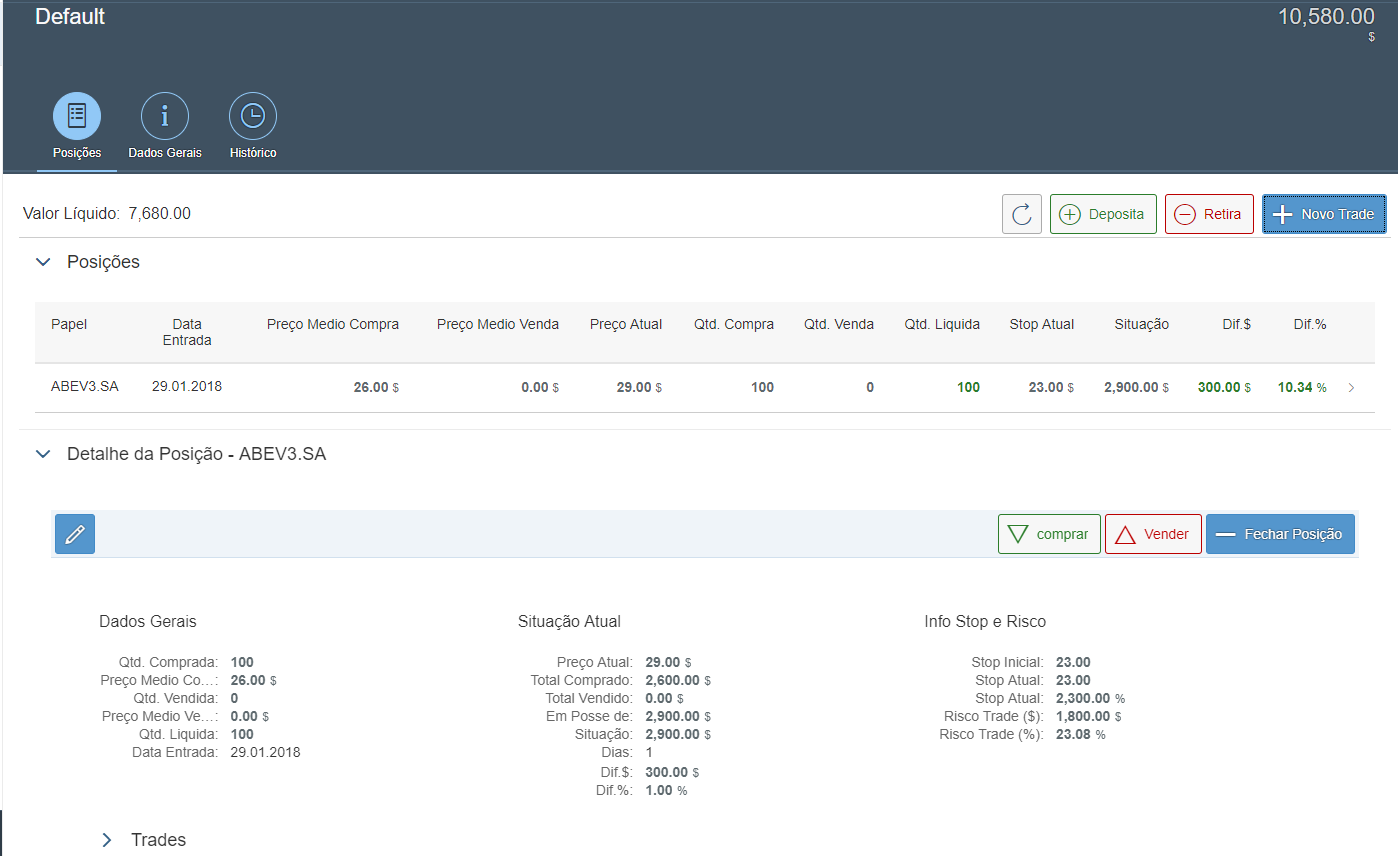 Default
10,580.00
$
Posições Dados Gerais Histórico
Valor Líquido: 7,680.00
Deposita Retira Novo Trade
Posições
Papel Data Entrada Preço Medio Compra Preço Medio Venda Preço Atual Qtd. Compra Qtd. Venda Qtd. Liquida Stop Atual Situação Dif.$ Dif.%
ABEV3.SA 29.01.2018 26.00 $ 0.00 $ 29.00 $ 100 0 100 23.00 $ 2,900.00 $ 300.00 $ 10.34 %
Detalhe da Posição - ABEV3.SA
comprar Vender Fechar Posição
Dados Gerais
Qtd. Comprada: 100
Preço Medio Co...: 26.00 $
Qtd. Vendida: 0
Preço Medio Ve...: 0.00 $
Qtd. Liquida: 100
Data Entrada: 29.01.2018
Situação Atual
Preço Atual: 29.00 $
Total Comprado: 2,600.00 $
Total Vendido: 0.00 $
Em Posse de: 2,900.00 $
Situação: 2,900.00 $
Dias: 1
Dif.$: 300.00 $
Dif.%: 1.00 %
Info Stop e Risco
Stop Inicial: 23.00
Stop Atual: 23.00
Stop Atual: 2,300.00 %
Risco Trade ($): 1,800.00 $
Risco Trade (%): 23.08 %
Trades